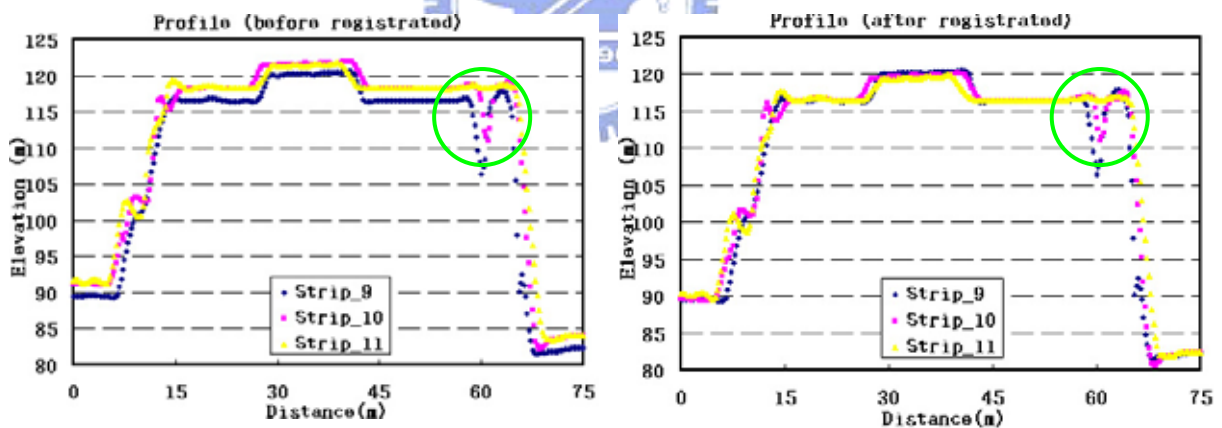 Profile (before registrated)
125
120
115
110
105
100
95
90
85
80
Elevation (m)
Strip_9
Strip_10
Strip_11
0 15 30 45 60 75
Distance(m)
Profile (after registrated)
125
120
115
110
105
100
95
90
85
80
Elevation (m)
Strip_9
Strip_10
Strip_11
0 15 30 45 60 75
Distance(m)